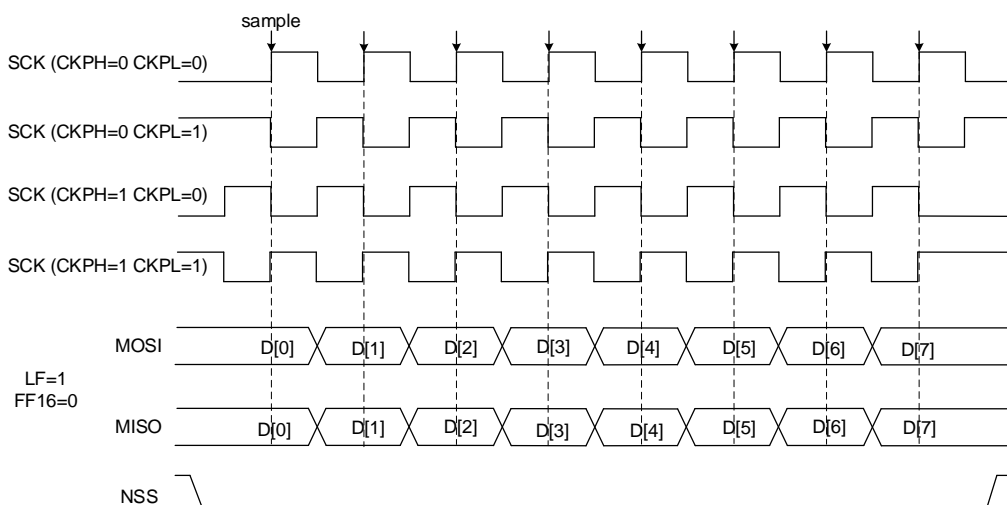 sample
SCK (CKPH=0 CKPL=0)
SCK (CKPH=0 CKPL=1)
SCK (CKPH=1 CKPL=0)
SCK (CKPH=1 CKPL=1)
MOSI D[0] D[1] D[2] D[3] D[4] D[5] D[6] D[7]
LF=1
FF16=0
MISO D[0] D[1] D[2] D[3] D[4] D[5] D[6] D[7]
NSS